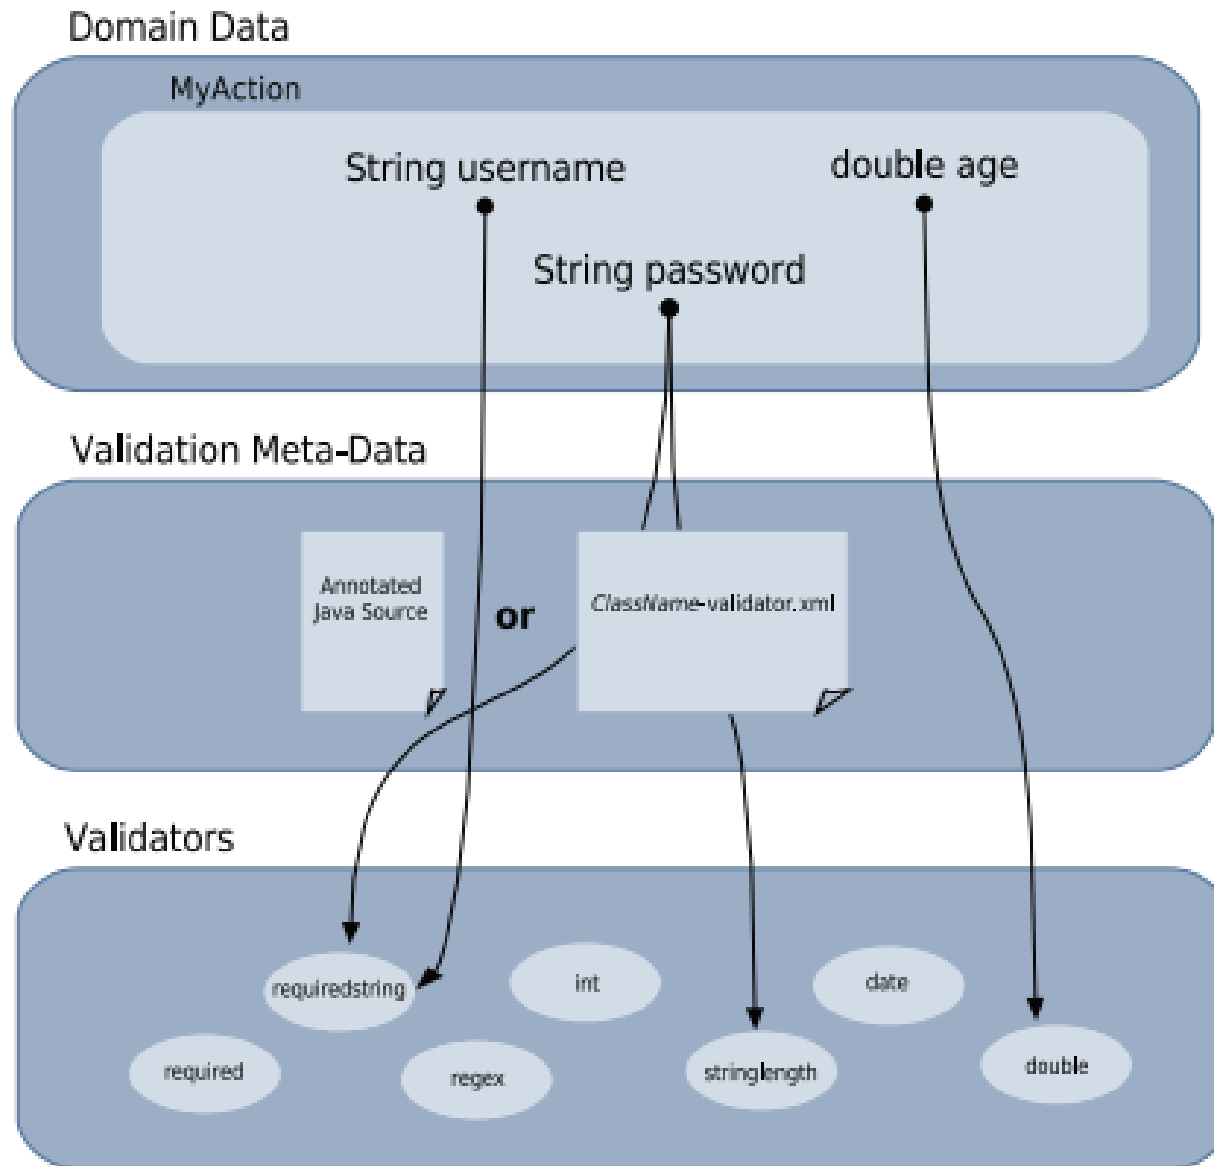 Domain Data
MyAction
String username
double age
String password
Validation Meta-Data
Annotated
Java Source
or
ClassName-validator.xml
Validators
requiredstring
int
date
required
regex
stringlength
double